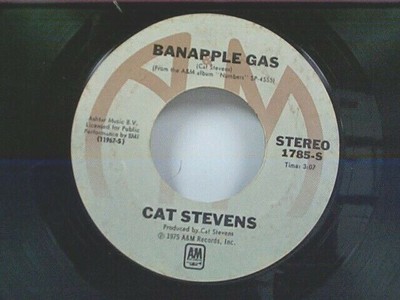 BANAPPLE GAS
(Cat Stevens)
(From the A&M album "Numbers" SP-4555)
Ashtar Music B.V.
Licensed for Public
Performance by BMI
(11967-S)
STEREO
1785-S
Time: 3:07
CAT STEVENS
Produced by Cat Stevens
℗ 1975 A&M Records, Inc.
A&M